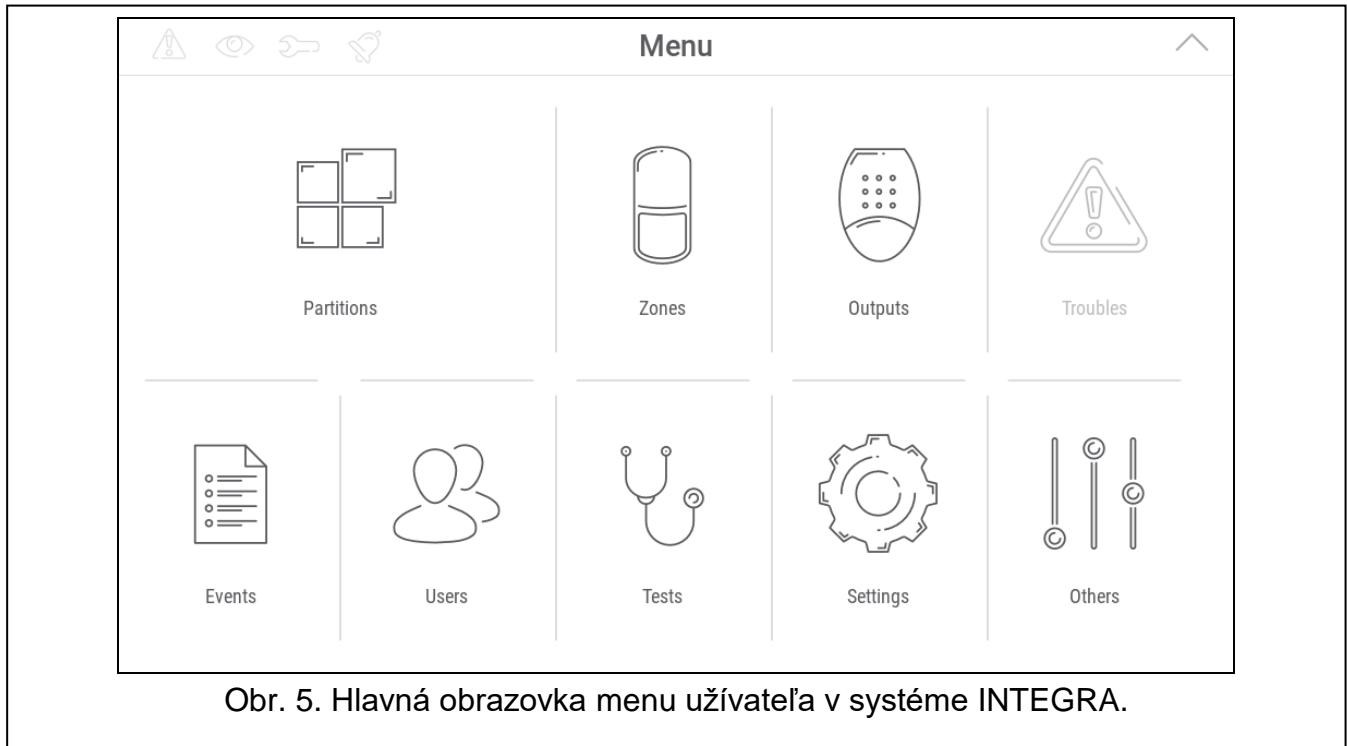 Menu
Partitions
Zones
Outputs
Troubles
Events
Users
Tests
Settings
Others
Obr. 5. Hlavná obrazovka menu užívateľa v systéme INTEGRA.